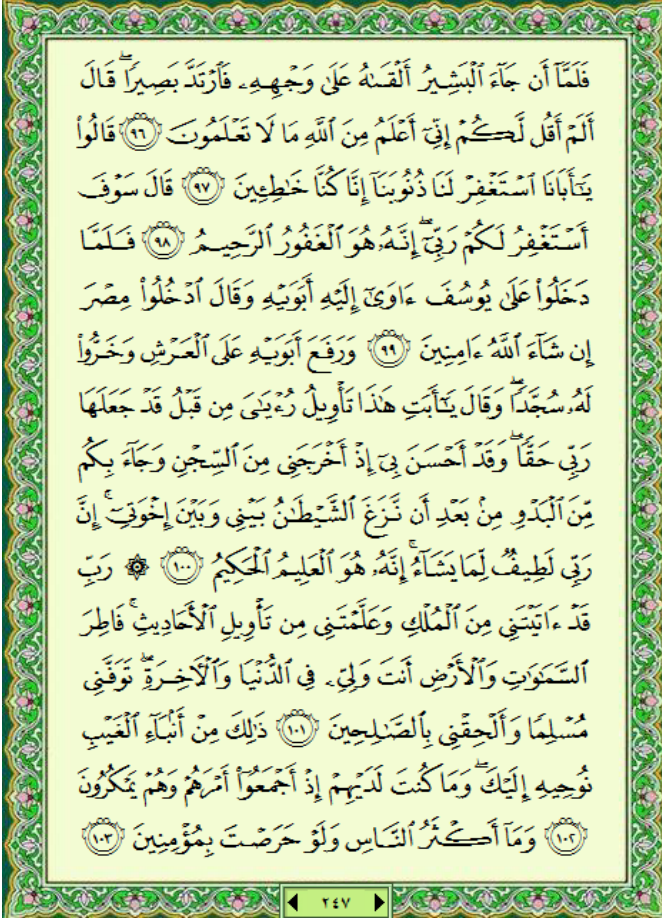 فَلَمَّآ أَن جَآءَ ٱلْبَشِيرُ أَلْقَىٰهُ عَلَىٰ وَجْهِهِۦ فَٱرْتَدَّ بَصِيرًۭا ۖ قَالَ
أَلَمْ أَقُل لَّكُمْ إِنِّىٓ أَعْلَمُ مِنَ ٱللَّهِ مَا لَا تَعْلَمُونَ ٩٦ قَالُوا۟
يَـٰٓأَبَانَا ٱسْتَغْفِرْ لَنَا ذُنُوبَنَآ إِنَّا كُنَّا خَـٰطِـِٔينَ ٩٧ قَالَ سَوْفَ
أَسْتَغْفِرُ لَكُمْ رَبِّىٓ ۖ إِنَّهُۥ هُوَ ٱلْغَفُورُ ٱلرَّحِيمُ ٩٨ فَلَمَّا
دَخَلُوا۟ عَلَىٰ يُوسُفَ ءَاوَىٰٓ إِلَيْهِ أَبَوَيْهِ وَقَالَ ٱدْخُلُوا۟ مِصْرَ
إِن شَآءَ ٱللَّهُ ءَامِنِينَ ٩٩ وَرَفَعَ أَبَوَيْهِ عَلَى ٱلْعَرْشِ وَخَرُّوا۟
لَهُۥ سُجَّدًۭا ۖ وَقَالَ يَـٰٓأَبَتِ هَـٰذَا تَأْوِيلُ رُءْيَـٰىَ مِن قَبْلُ قَدْ جَعَلَهَا
رَبِّى حَقًّۭا ۖ وَقَدْ أَحْسَنَ بِىٓ إِذْ أَخْرَجَنِى مِنَ ٱلسِّجْنِ وَجَآءَ بِكُم
مِّنَ ٱلْبَدْوِ مِنۢ بَعْدِ أَن نَّزَغَ ٱلشَّيْطَـٰنُ بَيْنِى وَبَيْنَ إِخْوَتِىٓ ۚ إِنَّ
رَبِّى لَطِيفٌۭ لِّمَا يَشَآءُ ۚ إِنَّهُۥ هُوَ ٱلْعَلِيمُ ٱلْحَكِيمُ ١٠٠ ۞ رَبِّ
قَدْ ءَاتَيْتَنِى مِنَ ٱلْمُلْكِ وَعَلَّمْتَنِى مِن تَأْوِيلِ ٱلْأَحَادِيثِ ۚ فَاطِرَ
ٱلسَّمَـٰوَٰتِ وَٱلْأَرْضِ أَنتَ وَلِىِّۦ فِى ٱلدُّنْيَا وَٱلْـَٔاخِرَةِ ۖ تَوَفَّنِى
مُسْلِمًۭا وَأَلْحِقْنِى بِٱلصَّـٰلِحِينَ ١٠١ ذَٰلِكَ مِنْ أَنۢبَآءِ ٱلْغَيْبِ
نُوحِيهِ إِلَيْكَ ۖ وَمَا كُنتَ لَدَيْهِمْ إِذْ أَجْمَعُوٓا۟ أَمْرَهُمْ وَهُمْ يَمْكُرُونَ
١٠٢ وَمَآ أَكْثَرُ ٱلنَّاسِ وَلَوْ حَرَصْتَ بِمُؤْمِنِينَ ١٠٣
٢٤٧